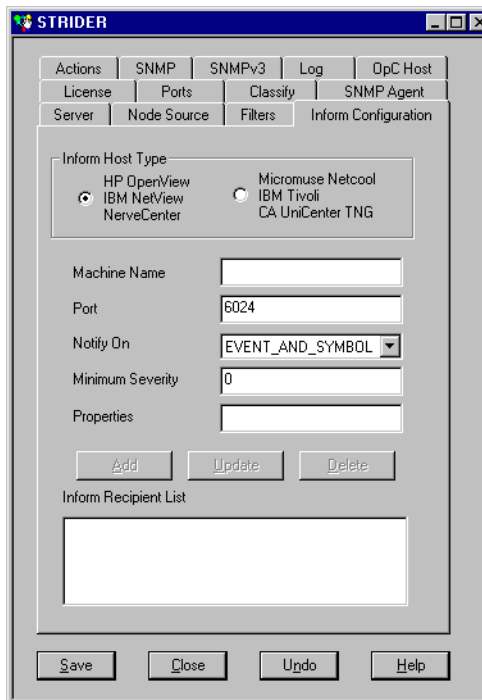 STRIDER
Actions SNMP SNMPv3 Log OpC Host
License Ports Classify SNMP Agent
Server Node Source Filters Inform Configuration
Inform Host Type
HP OpenView
IBM NetView
NerveCenter
Micromuse Netcool
IBM Tivoli
CA UniCenter TNG
Machine Name
Port 6024
Notify On EVENT_AND_SYMBOL
Minimum Severity 0
Properties
Add Update Delete
Inform Recipient List
Save Close Undo Help